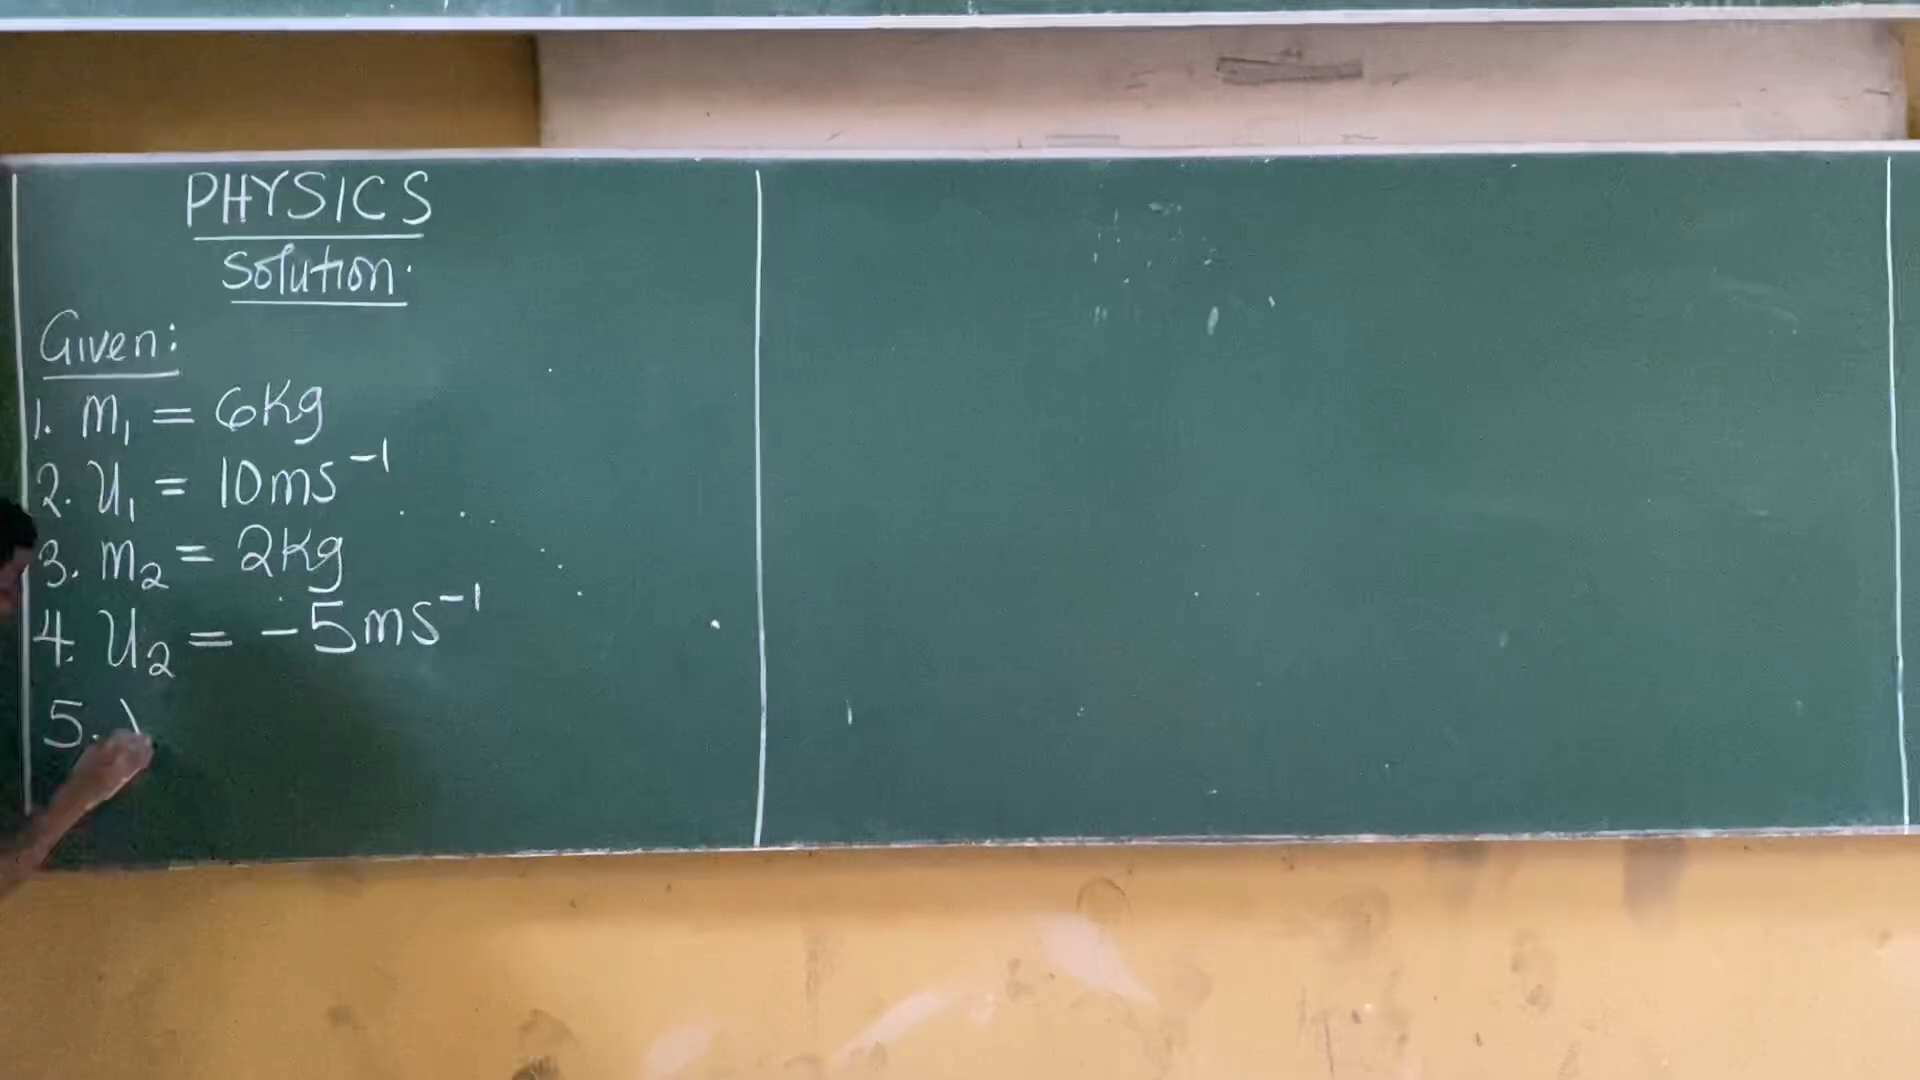 PHYSICS
Solution.
Given:
1. m₁ = 6Kg
2. U₁ = 10ms⁻¹
3. m₂ = 2Kg
4. U₂ = -5ms⁻¹
5.